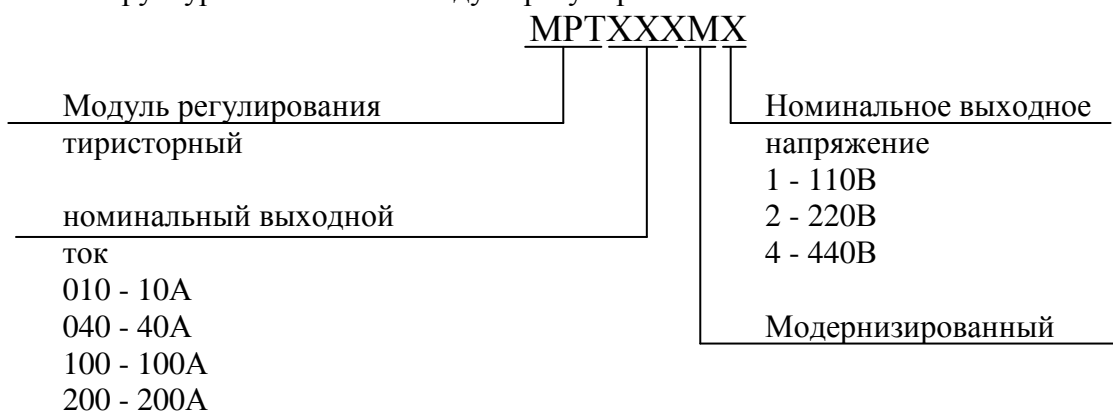 МРТХХХМХ
Модуль регулирования
тиристорный
номинальный выходной
ток
010 - 10А
040 - 40А
100 - 100А
200 - 200А
Номинальное выходное
напряжение
1 - 110В
2 - 220В
4 - 440В
Модернизированный